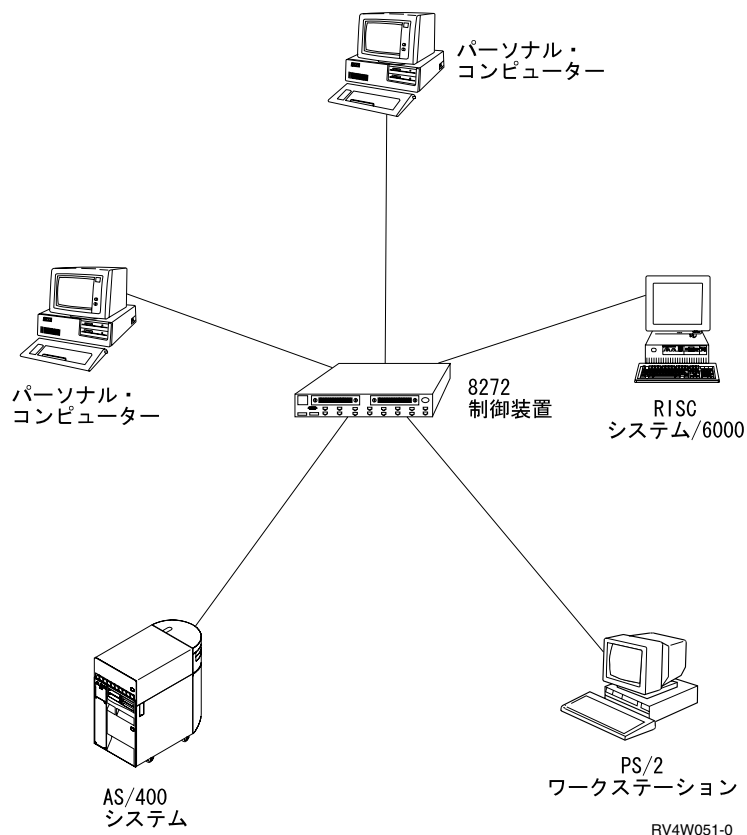 パーソナル・
コンピューター
パーソナル・
コンピューター
8272
制御装置
RISC
システム/6000
AS/400
システム
PS/2
ワークステーション
RV4W051-0